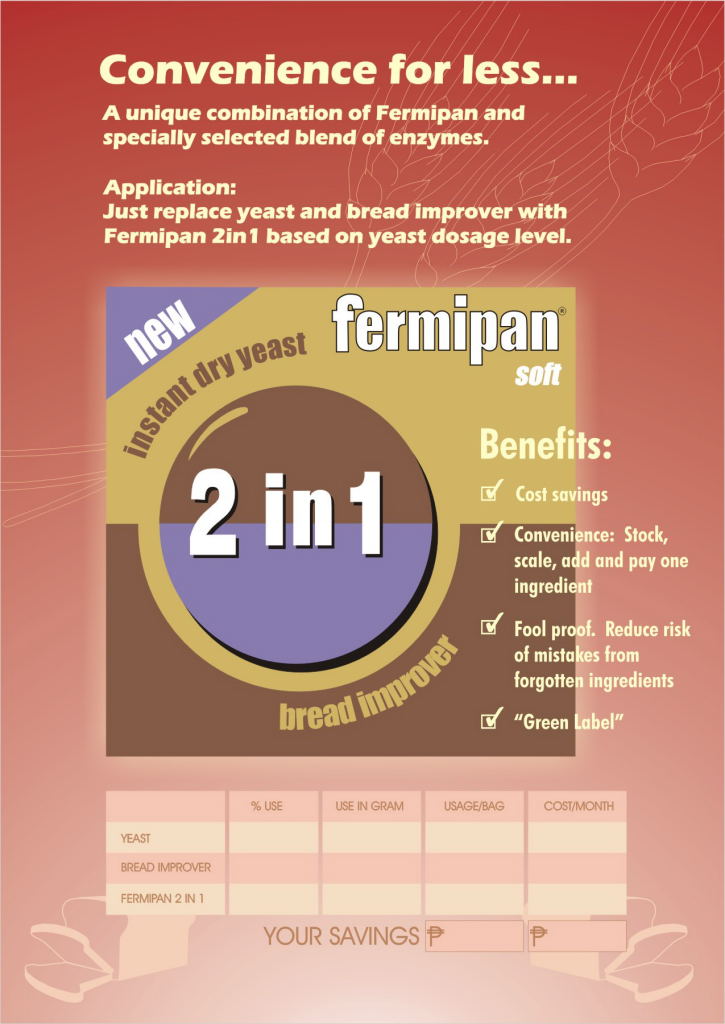 Convenience for less...
A unique combination of Fermipan and
specially selected blend of enzymes.
Application:
Just replace yeast and bread improver with
Fermipan 2in1 based on yeast dosage level.
new
instant dry yeast
fermipan®
soft
2 in 1
bread improver
Benefits:
Cost savings
Convenience: Stock,
scale, add and pay one
ingredient
Fool proof. Reduce risk
of mistakes from
forgotten ingredients
"Green Label"
% USE USE IN GRAM USAGE/BAG COST/MONTH
YEAST
BREAD IMPROVER
FERMIPAN 2 IN 1
YOUR SAVINGS ₱ ₱